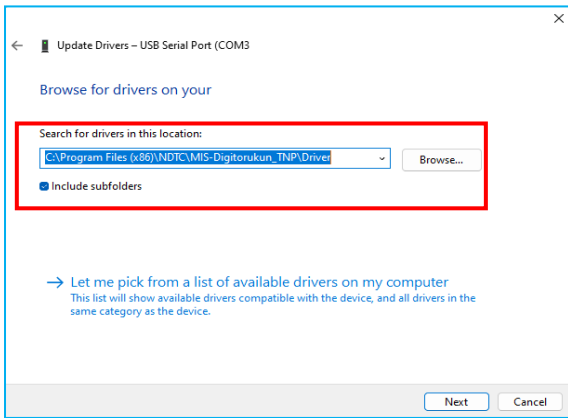 Update Drivers – USB Serial Port (COM3
Browse for drivers on your
Search for drivers in this location:
C:\Program Files (x86)\NDTC\MIS-Digitorukun_TNP\Driver
Browse...
Include subfolders
Let me pick from a list of available drivers on my computer
This list will show available drivers compatible with the device, and all drivers in the
same category as the device.
Next
Cancel